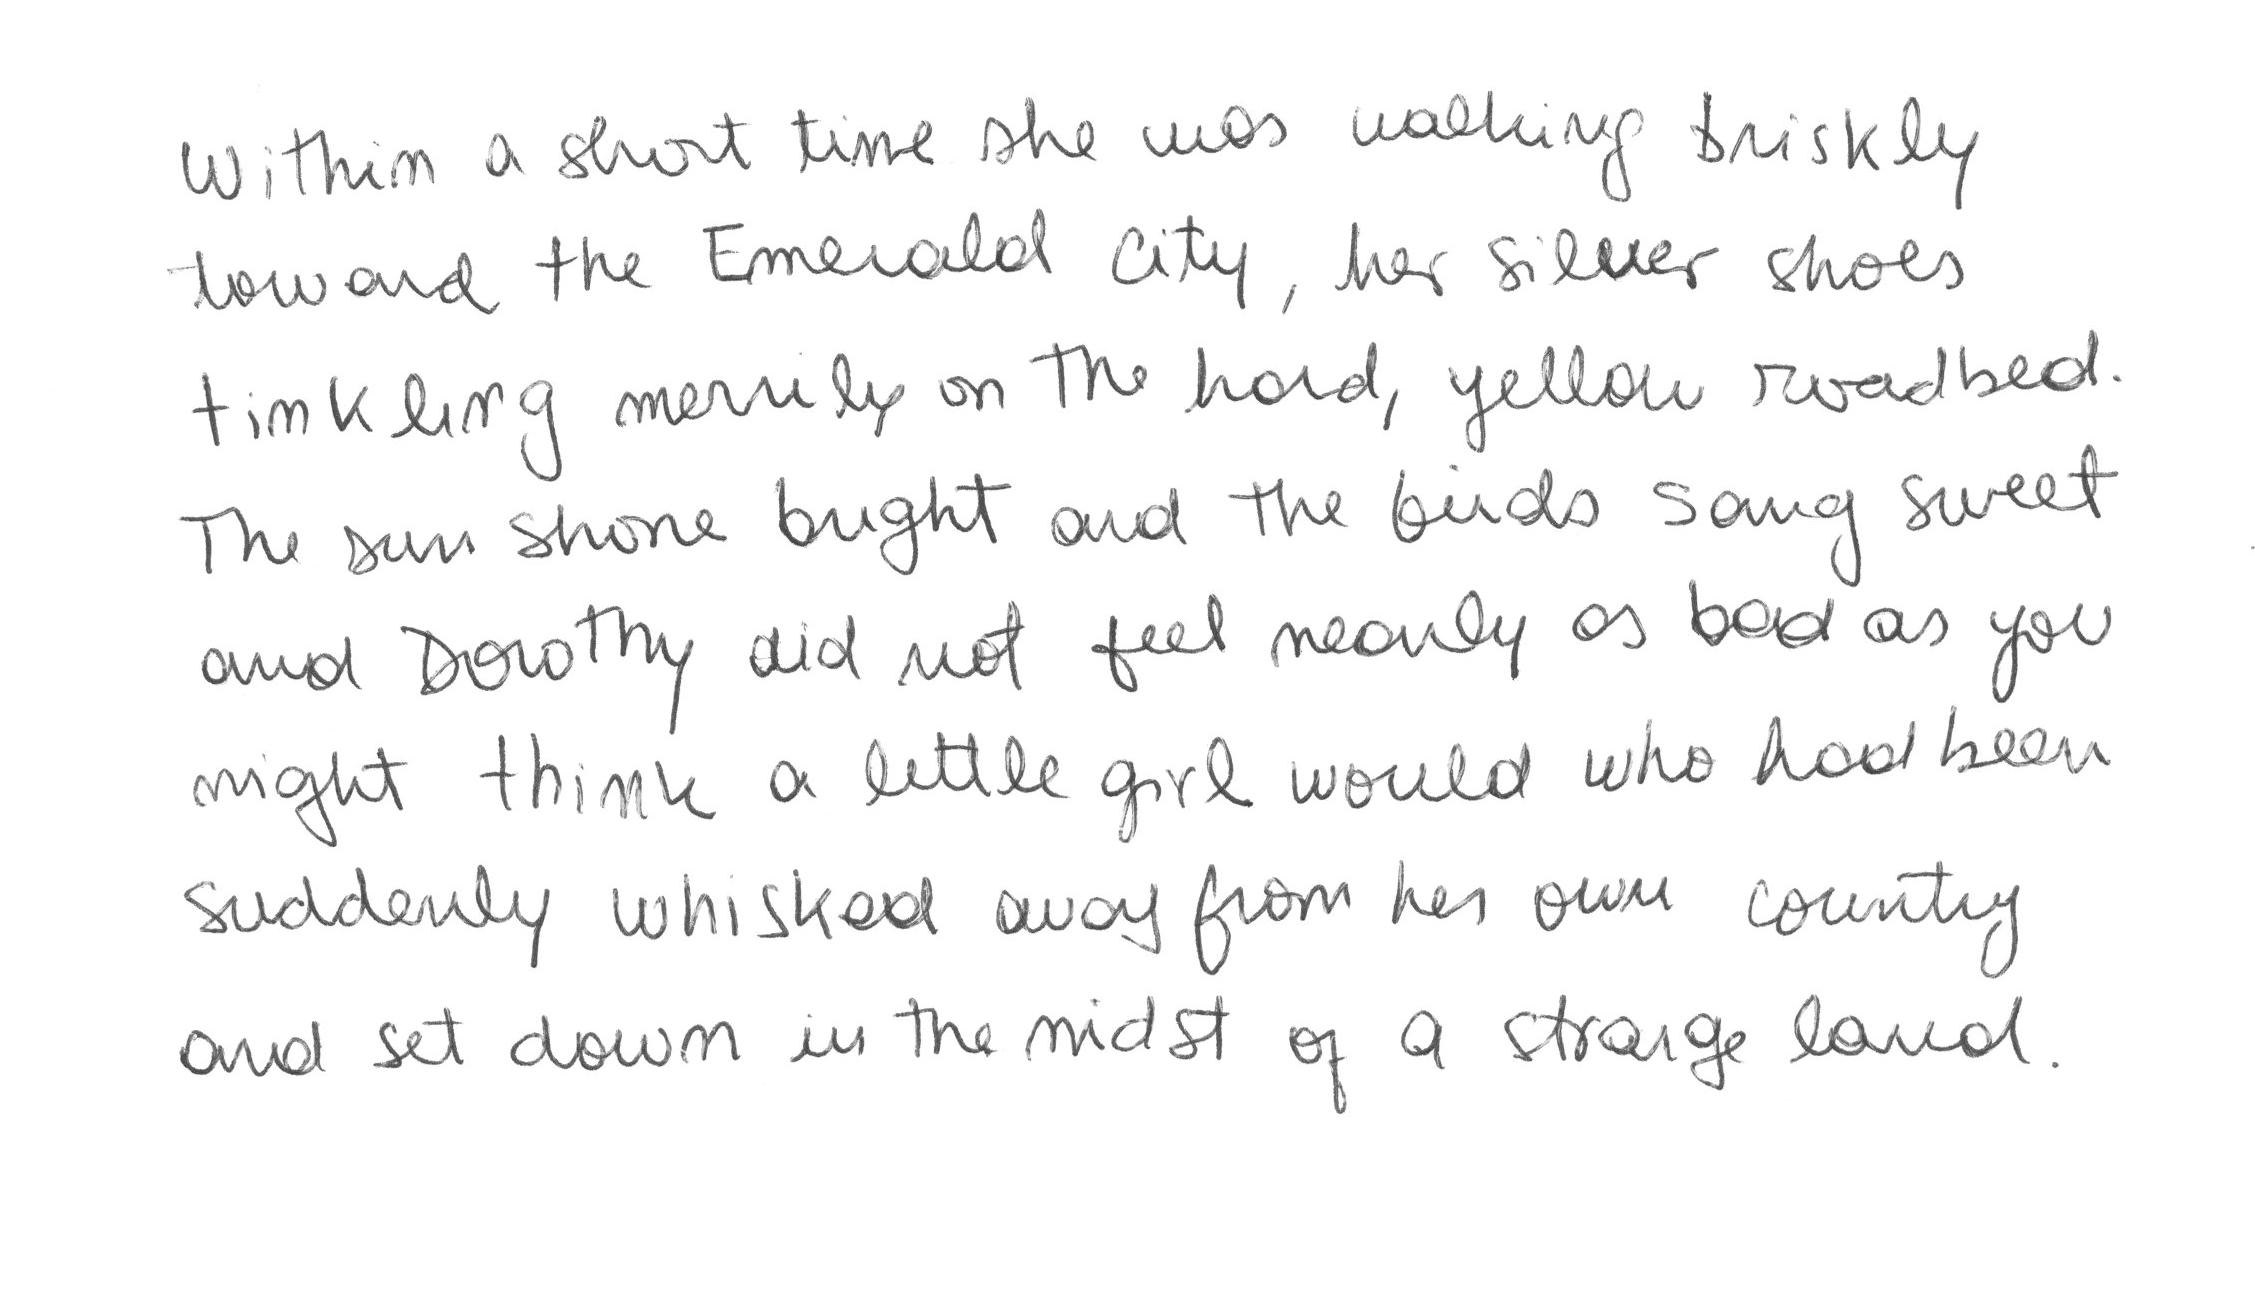 Within a short time she was walking briskly
toward the Emerald City, her silver shoes
tinkling merrily on the hard, yellow roadbed.
The sun shone bright and the birds sang sweet
and Dorothy did not feel nearly as bad as you
might think a little girl would who had been
suddenly whisked away from her own country
and set down in the midst of a strange land.